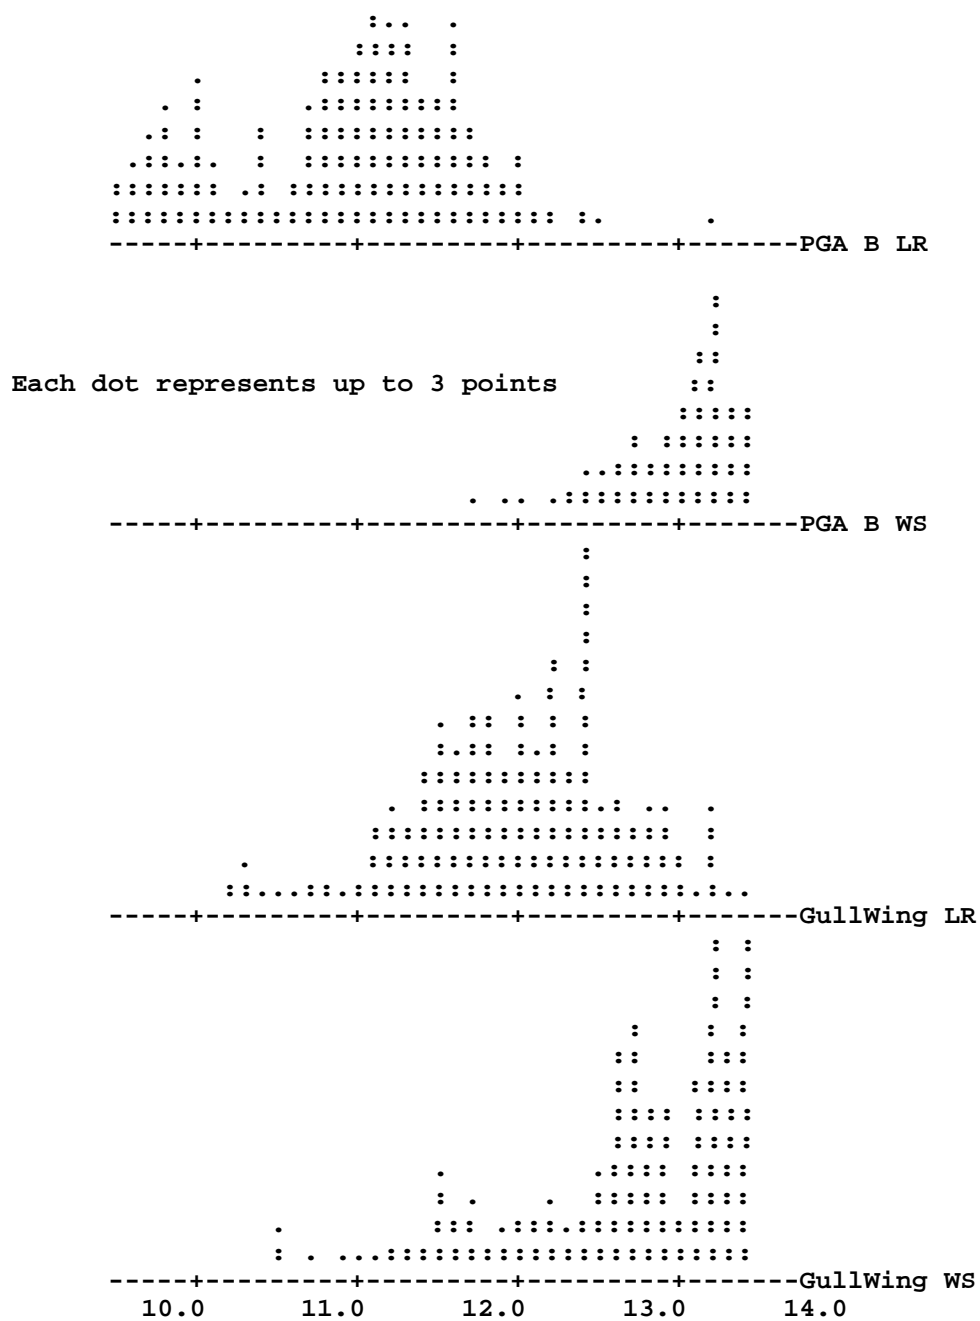 PGA B LR
Each dot represents up to 3 points
PGA B WS
GullWing LR
GullWing WS
10.0 11.0 12.0 13.0 14.0